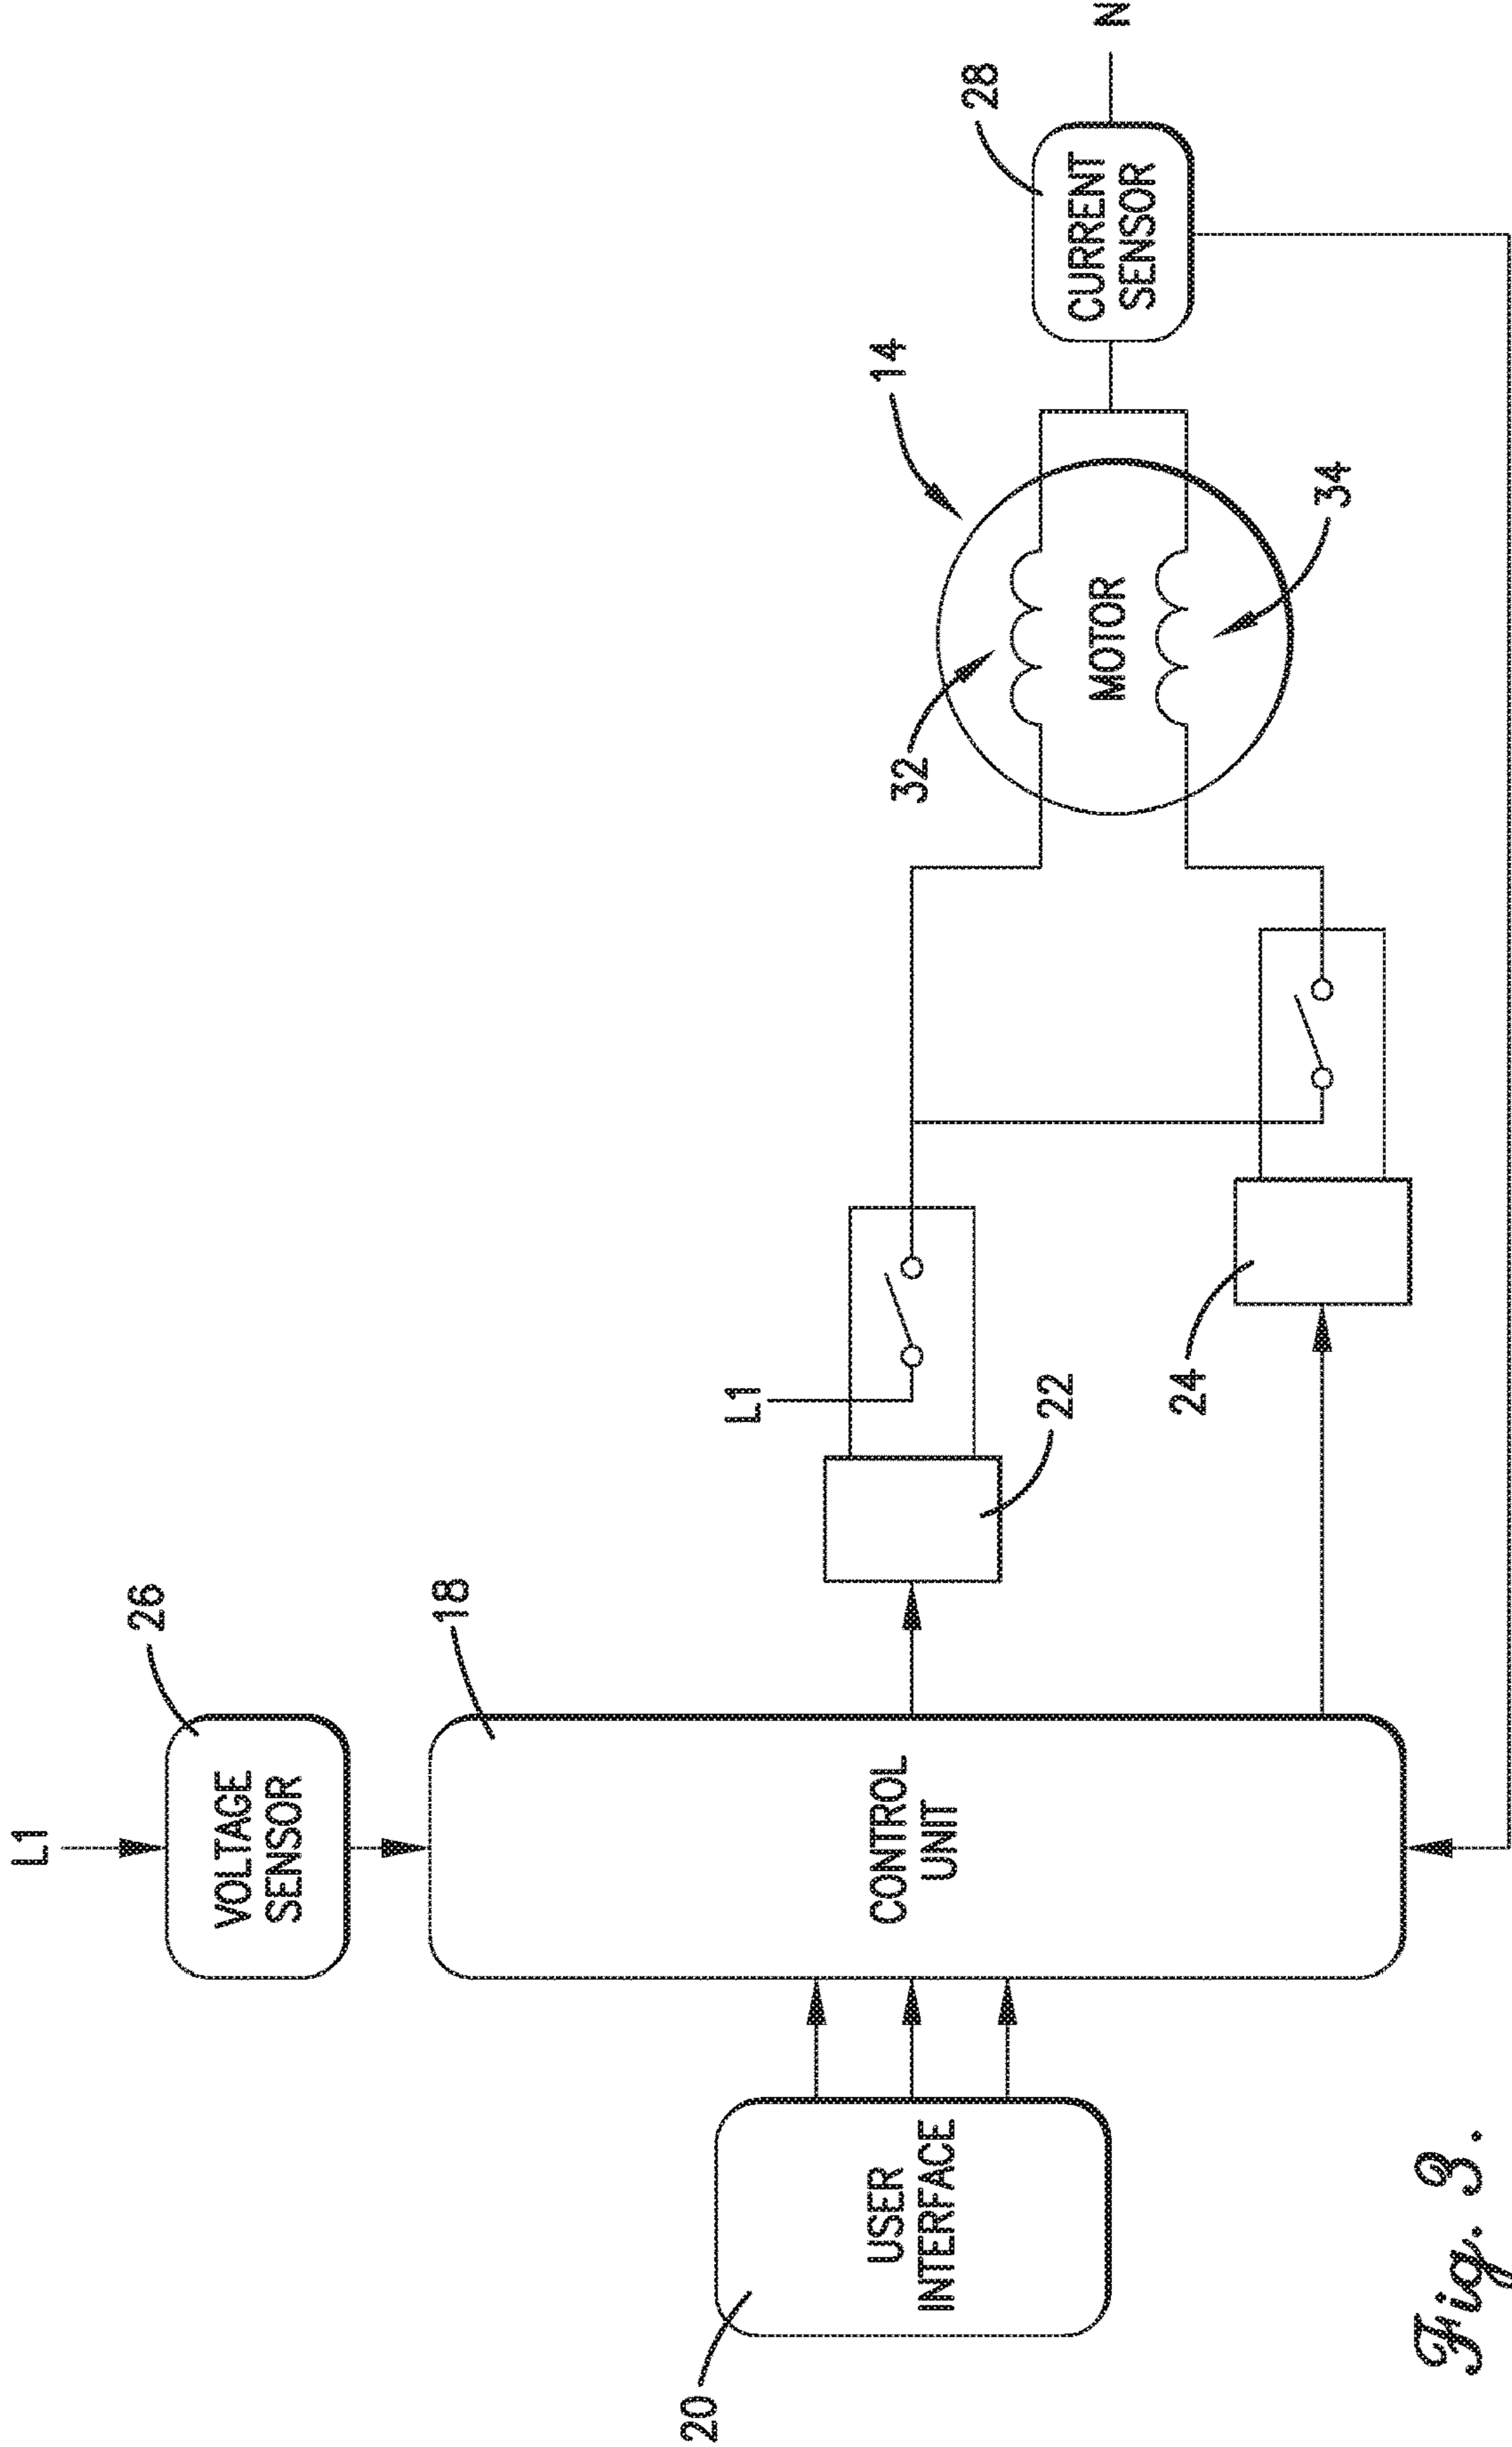 L1
VOLTAGE
SENSOR
26
18
CONTROL
UNIT
USER
INTERFACE
20
L1
22
24
32
MOTOR
34
14
CURRENT
SENSOR
28
N
Fig. 3.